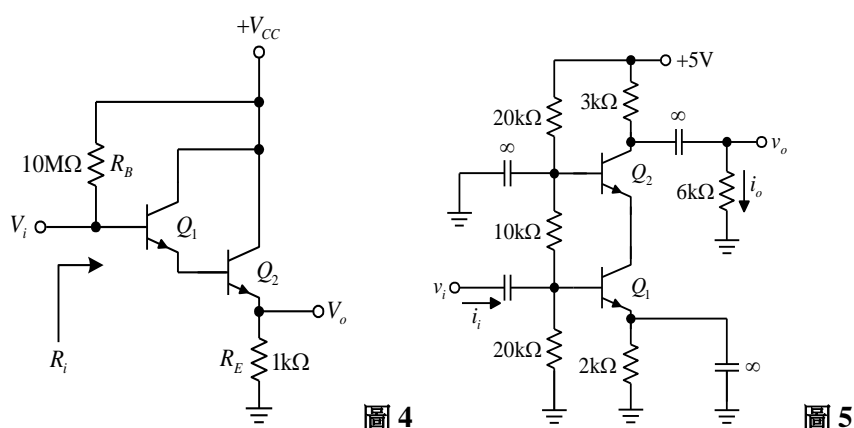 +V_CC
10MΩ R_B
V_i
Q_1
Q_2
V_o
R_i
R_E 1kΩ
圖 4
+5V
3kΩ
20kΩ
∞
∞
v_o
Q_2
6kΩ
i_o
10kΩ
v_i
Q_1
i_i
20kΩ
2kΩ
∞
圖 5